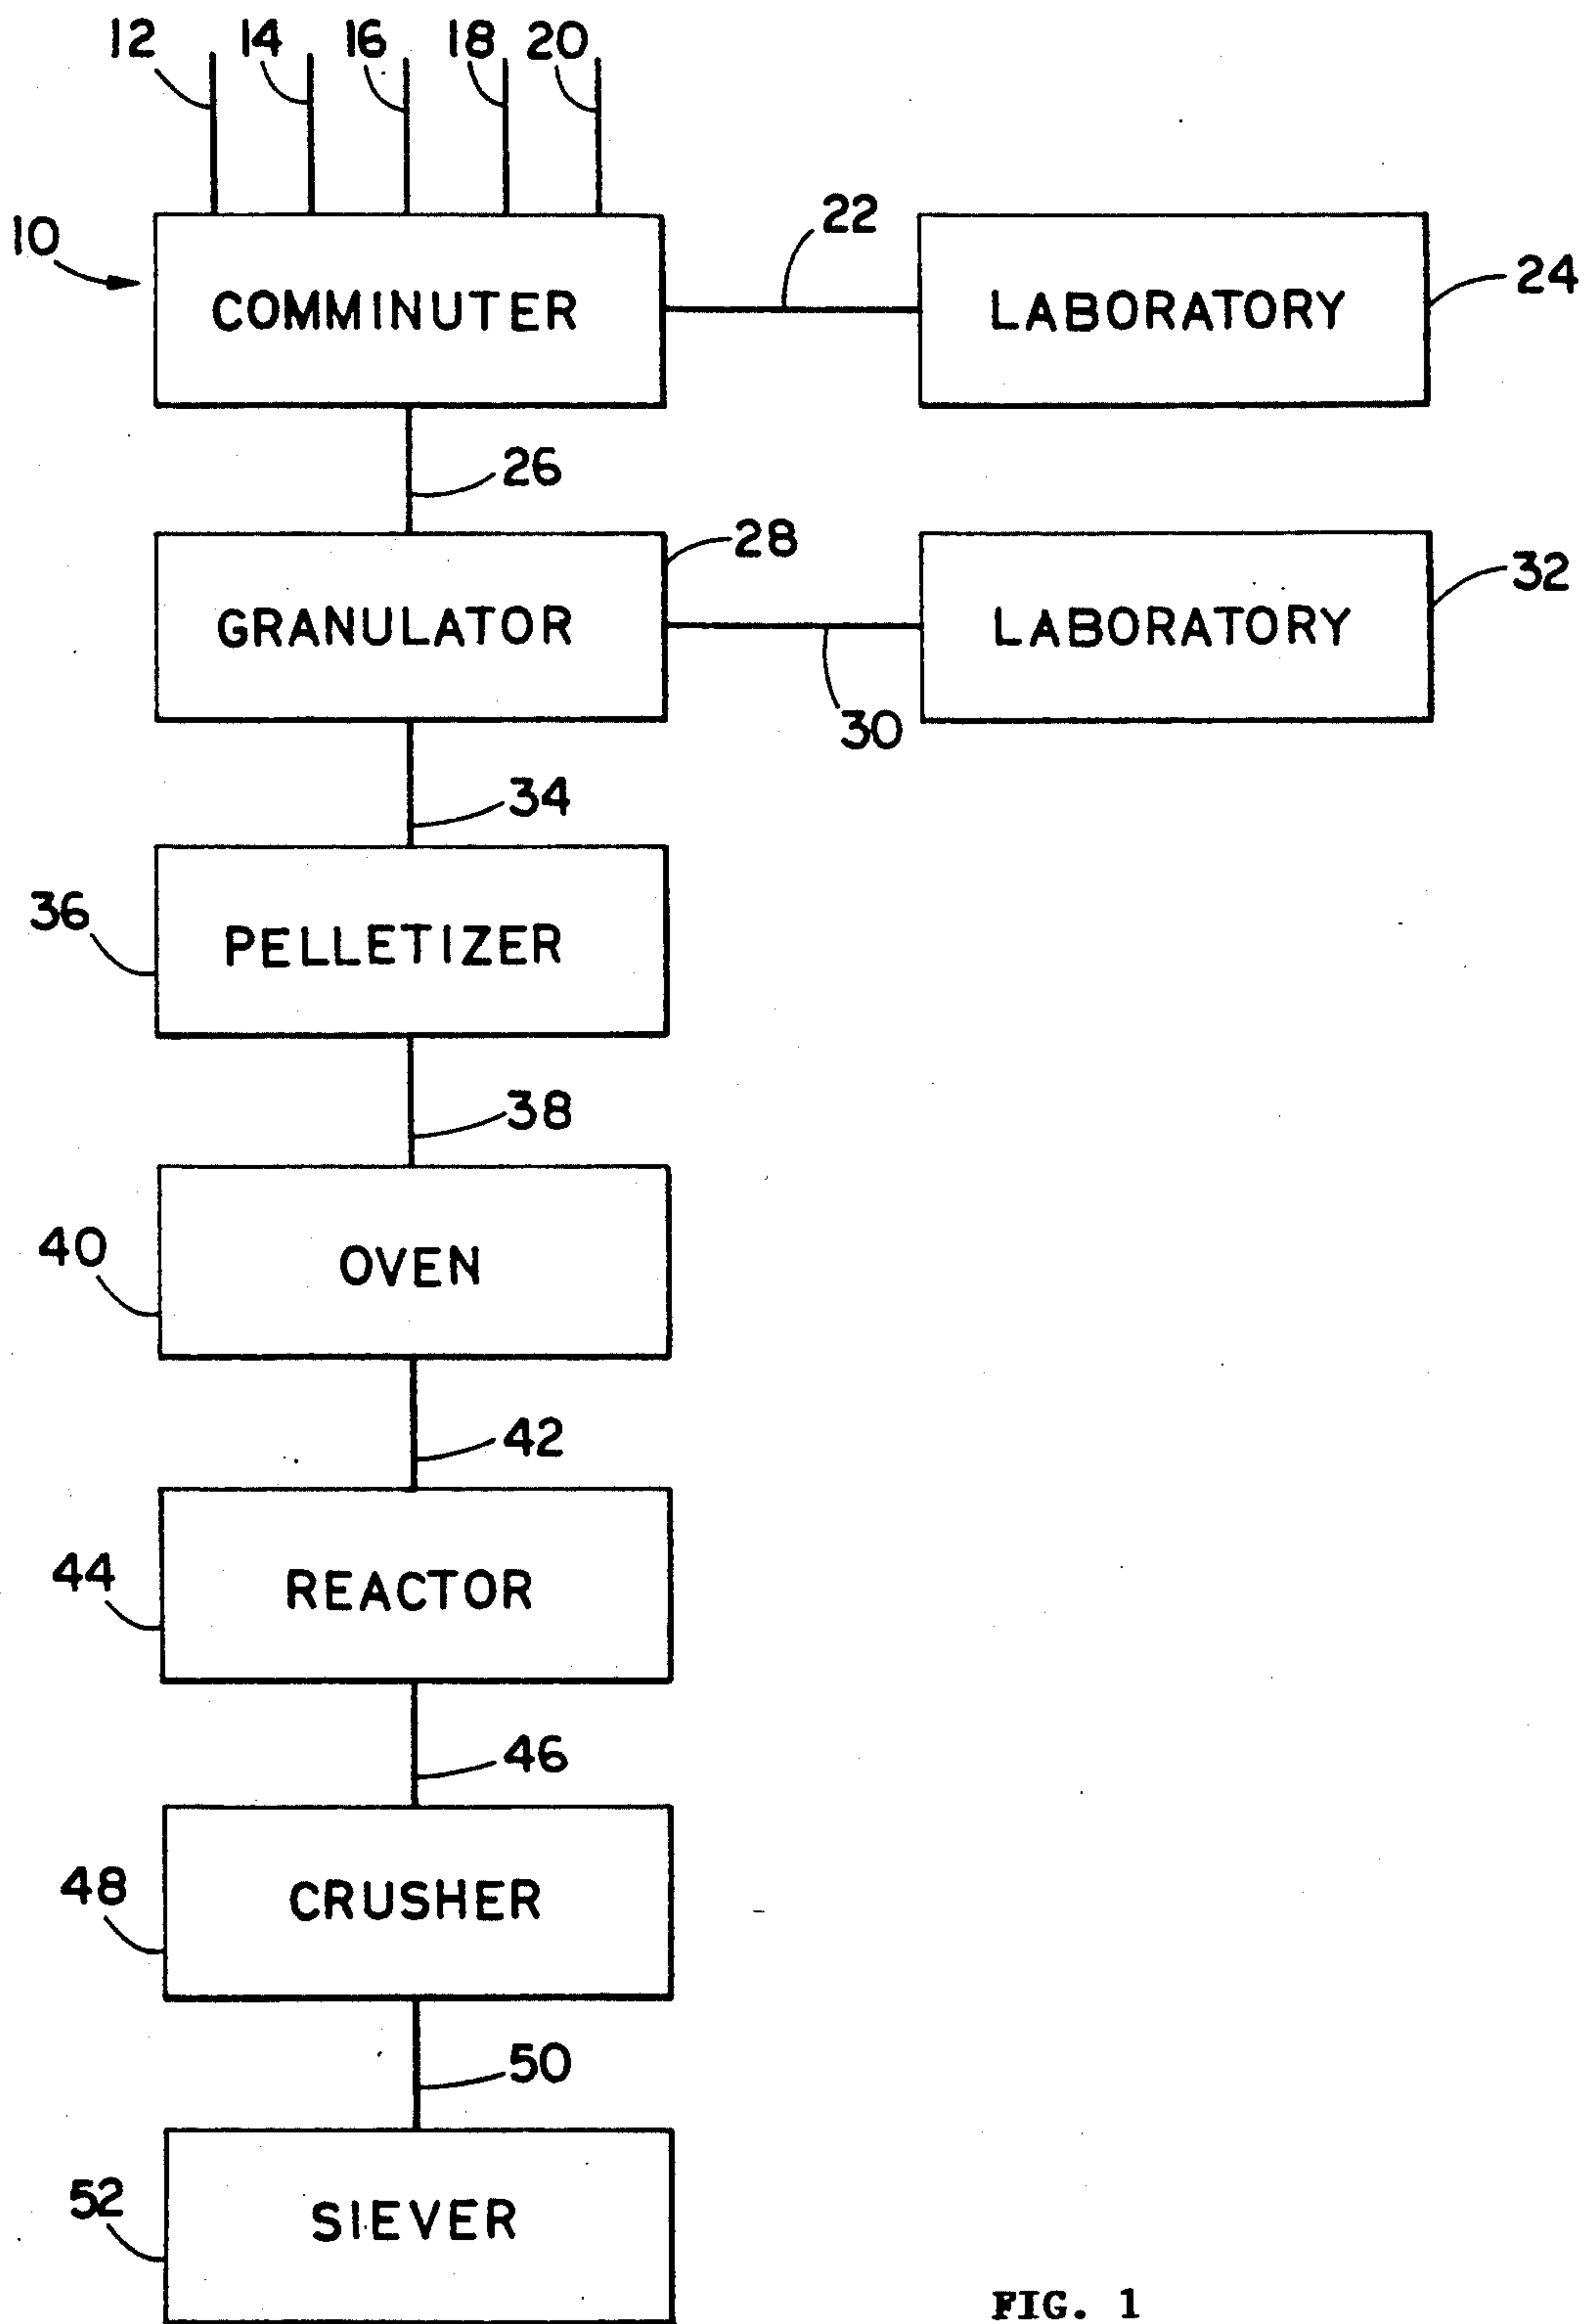 12 14 16 18 20
10
22
24
COMMINUTER
LABORATORY
26
28
32
GRANULATOR
LABORATORY
30
34
36
PELLETIZER
38
40
OVEN
42
44
REACTOR
46
48
CRUSHER
50
52
SIEVER
FIG. 1